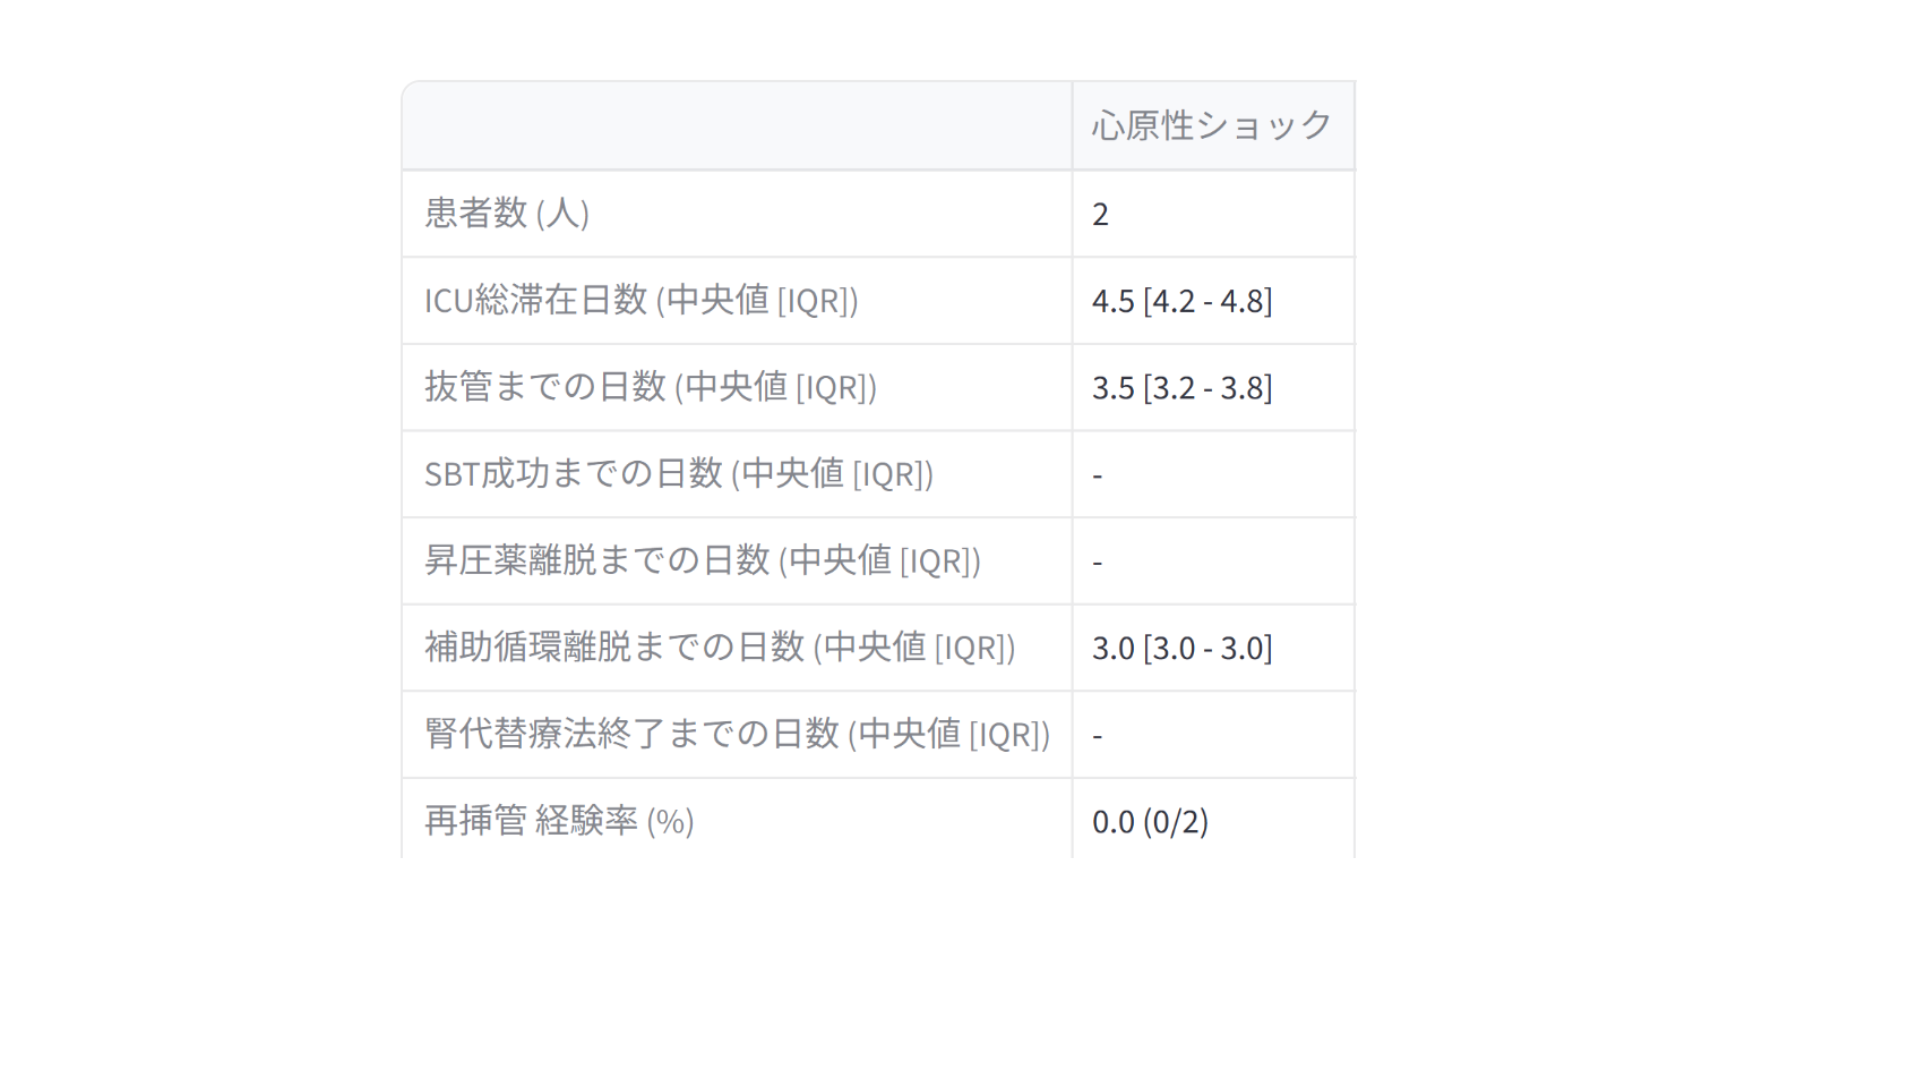 心原性ショック
患者数 (人) 2
ICU総滞在日数 (中央値 [IQR]) 4.5 [4.2 - 4.8]
抜管までの日数 (中央値 [IQR]) 3.5 [3.2 - 3.8]
SBT成功までの日数 (中央値 [IQR]) -
昇圧薬離脱までの日数 (中央値 [IQR]) -
補助循環離脱までの日数 (中央値 [IQR]) 3.0 [3.0 - 3.0]
腎代替療法終了までの日数 (中央値 [IQR]) -
再挿管 経験率 (%) 0.0 (0/2)